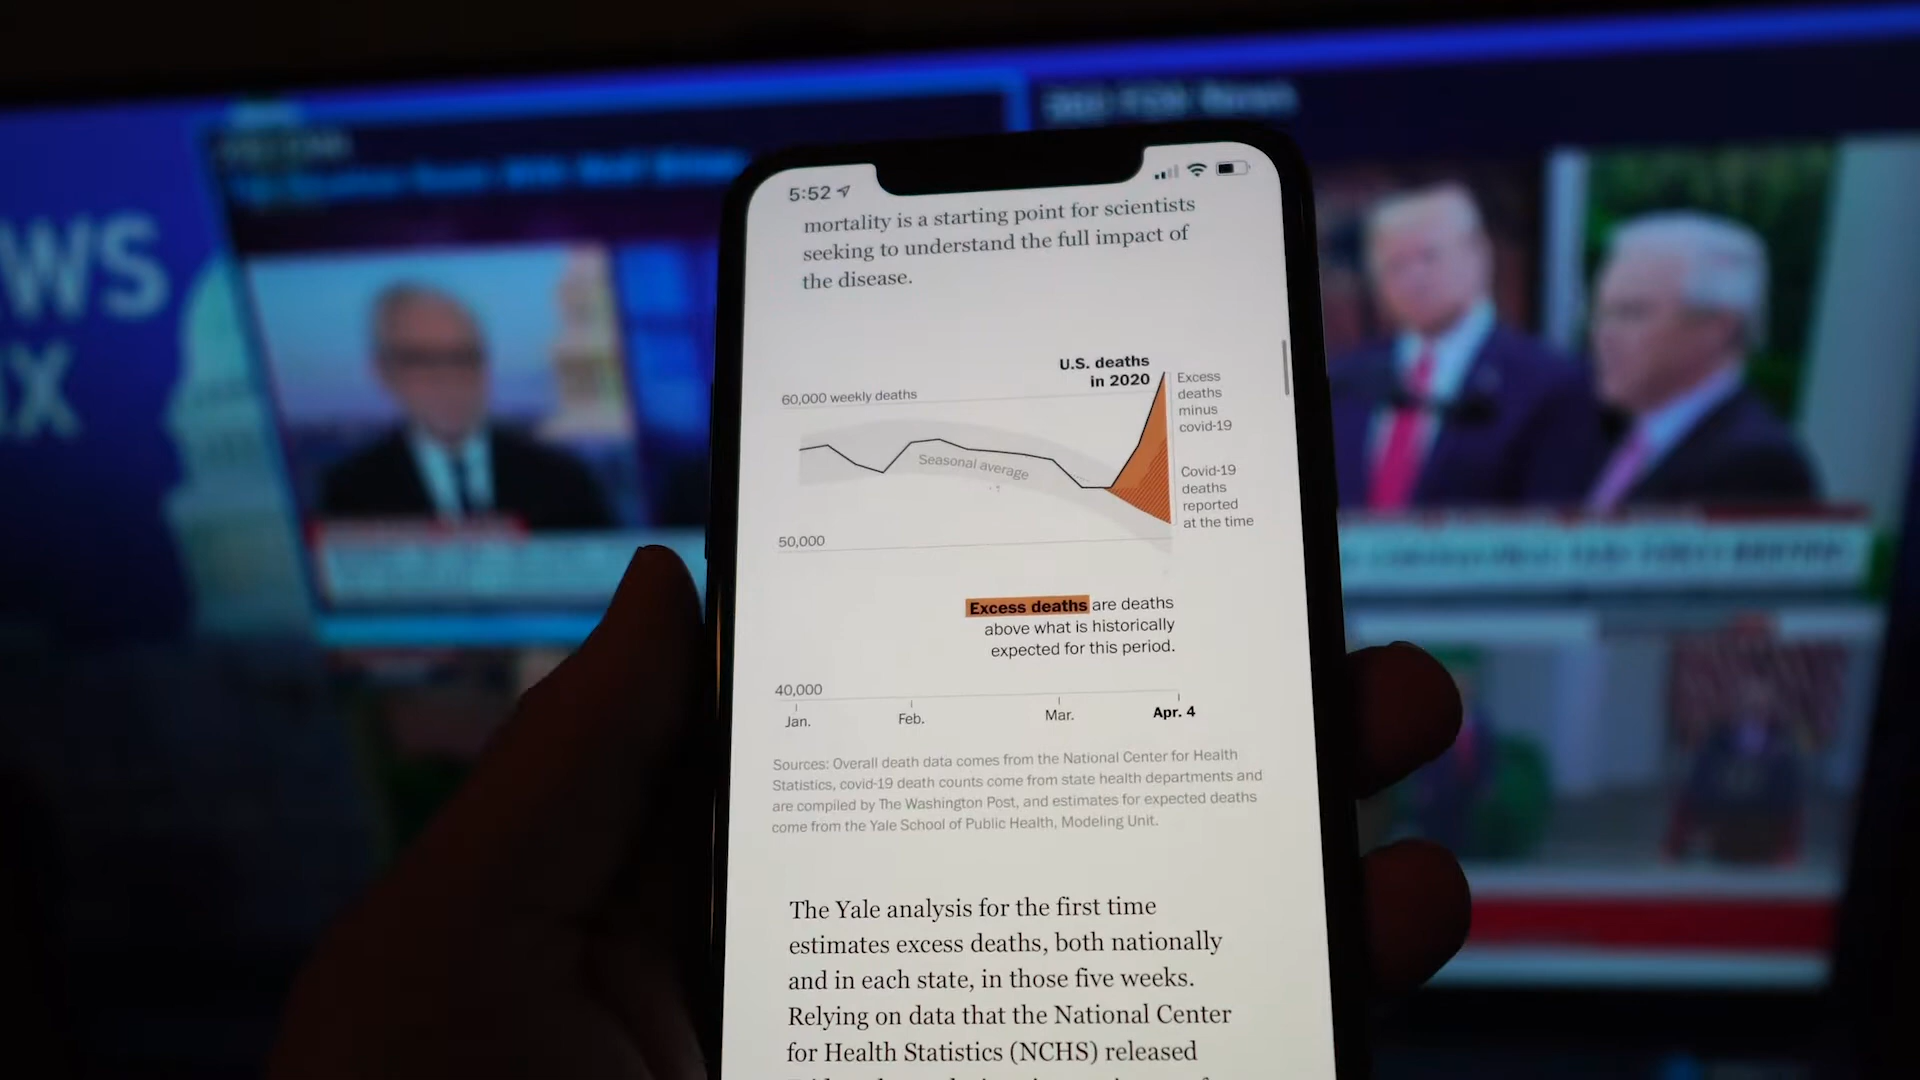 WS
IX
FOX News
5:52
mortality is a starting point for scientists
seeking to understand the full impact of
the disease.
U.S. deaths
in 2020
60,000 weekly deaths
Excess
deaths
minus
covid-19
Seasonal average
Covid-19
deaths
reported
at the time
50,000
Excess deaths are deaths
above what is historically
expected for this period.
40,000
Jan.
Feb.
Mar.
Apr. 4
Sources: Overall death data comes from the National Center for Health
Statistics, covid-19 death counts come from state health departments and
are compiled by The Washington Post, and estimates for expected deaths
come from the Yale School of Public Health, Modeling Unit.
The Yale analysis for the first time
estimates excess deaths, both nationally
and in each state, in those five weeks.
Relying on data that the National Center
for Health Statistics (NCHS) released